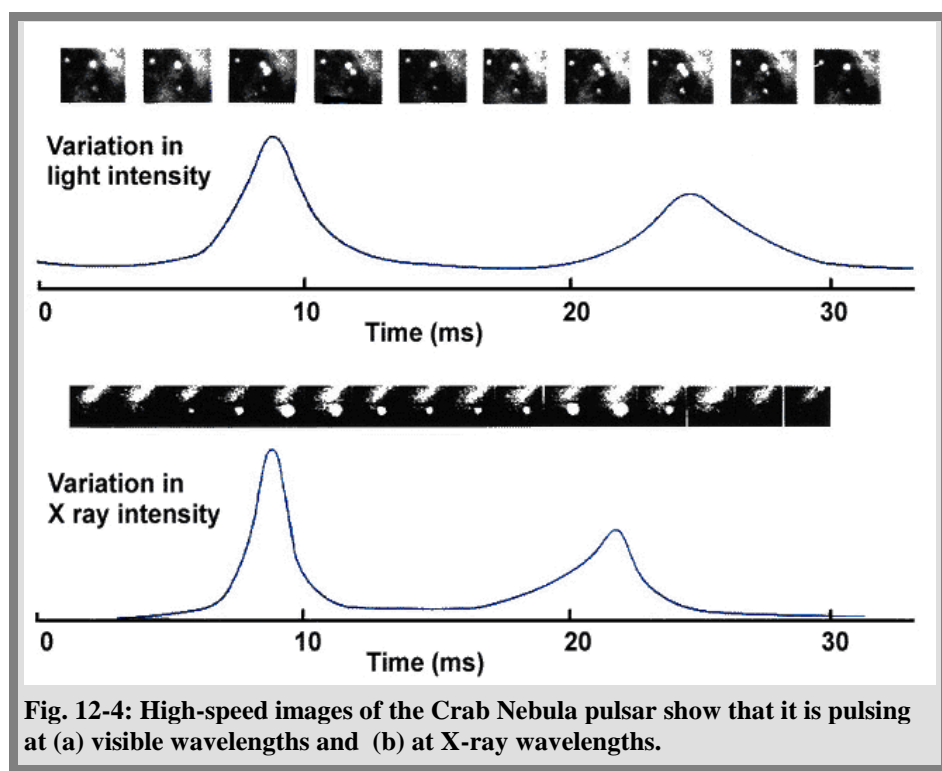 Variation in
light intensity
0 10 20 30
Time (ms)
Variation in
X ray intensity
0 10 20 30
Time (ms)
Fig. 12-4: High-speed images of the Crab Nebula pulsar show that it is pulsing
at (a) visible wavelengths and (b) at X-ray wavelengths.